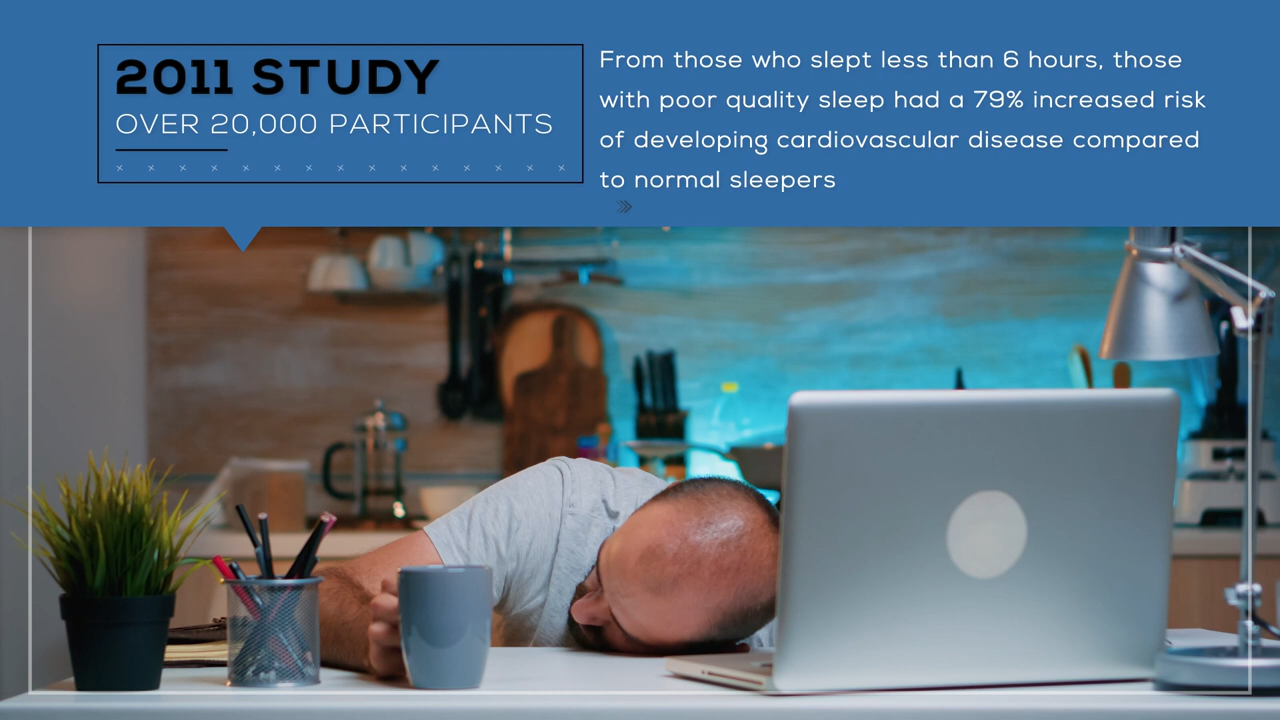 2011 STUDY
OVER 20,000 PARTICIPANTS
From those who slept less than 6 hours, those
with poor quality sleep had a 79% increased risk
of developing cardiovascular disease compared
to normal sleepers